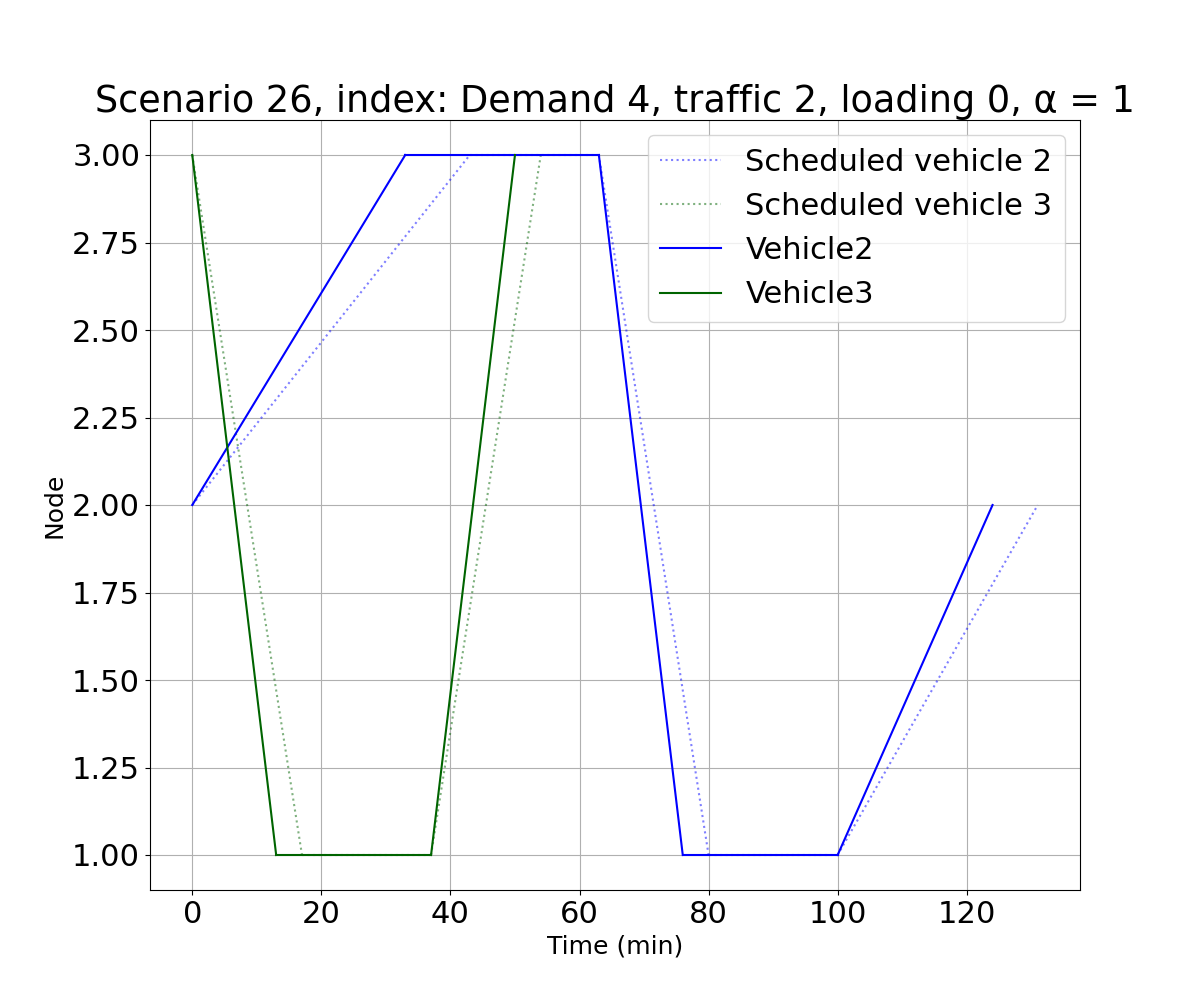 Scenario 26, index: Demand 4, traffic 2, loading 0, α = 1
Scheduled vehicle 2
Scheduled vehicle 3
Vehicle2
Vehicle3
Node
3.00
2.75
2.50
2.25
2.00
1.75
1.50
1.25
1.00
0 20 40 60 80 100 120
Time (min)